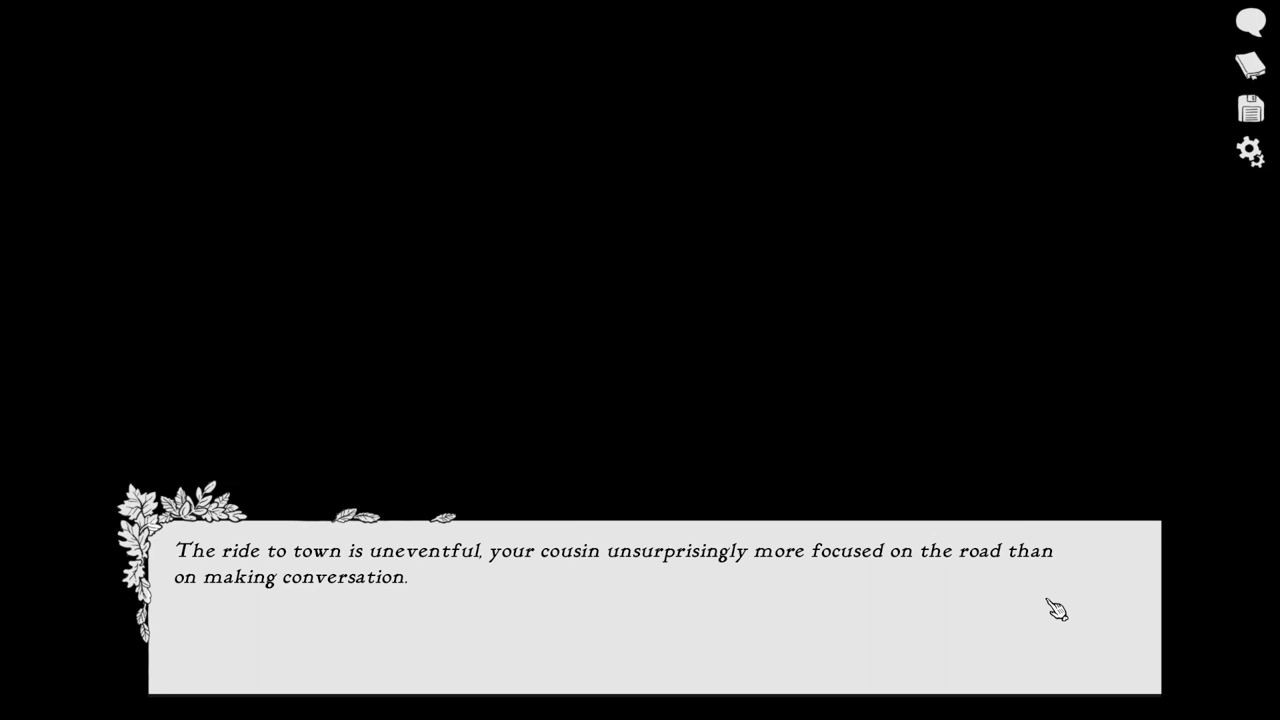 The ride to town is uneventful, your cousin unsurprisingly more focused on the road than
on making conversation.